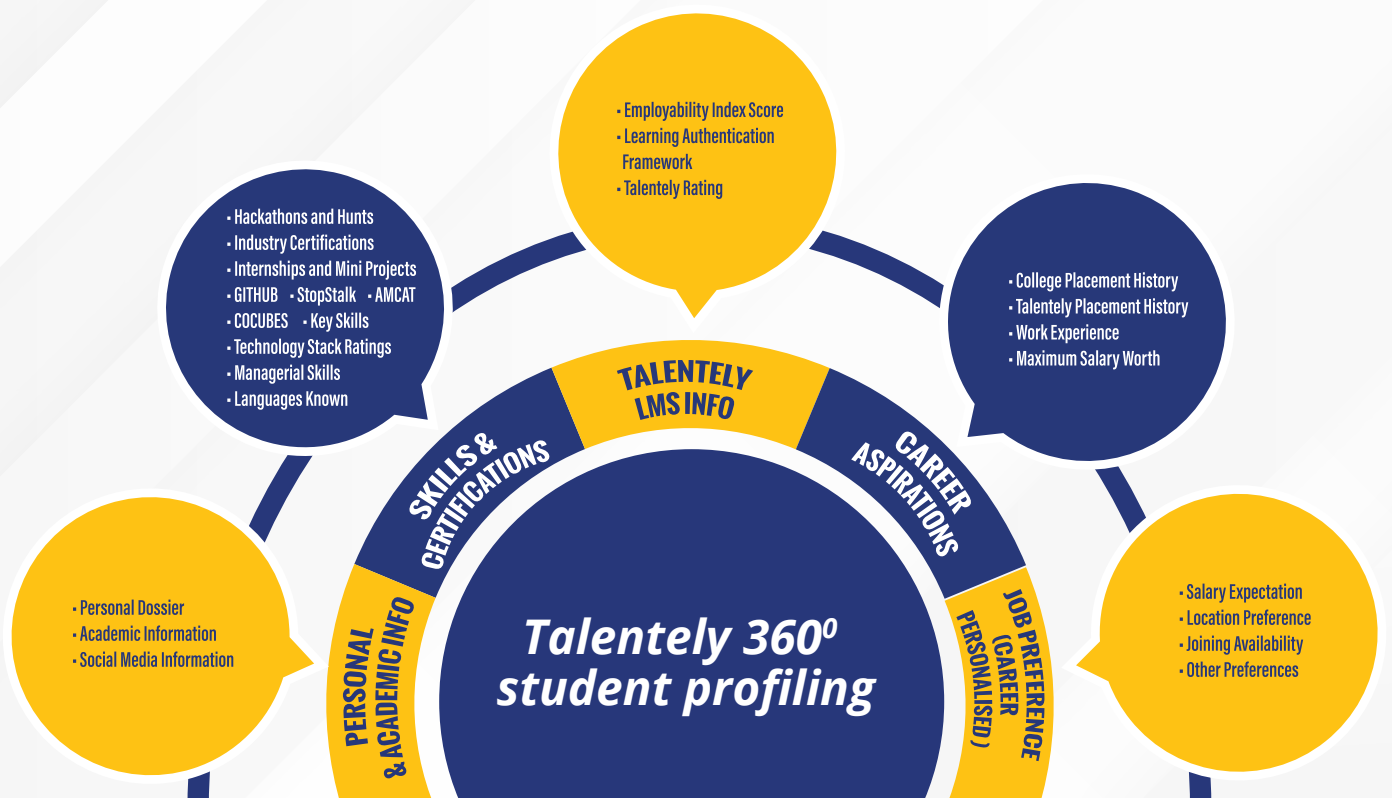 · Employability Index Score
· Learning Authentication
Framework
· Talentely Rating
· Hackathons and Hunts
· Industry Certifications
· Internships and Mini Projects
· GITHUB · StopStalk · AMCAT
· COCUBES · Key Skills
· Technology Stack Ratings
· Managerial Skills
· Languages Known
· College Placement History
· Talentely Placement History
· Work Experience
· Maximum Salary Worth
· Personal Dossier
· Academic Information
· Social Media Information
· Salary Expectation
· Location Preference
· Joining Availability
· Other Preferences
PERSONAL
& ACADEMIC INFO
SKILLS &
CERTIFICATIONS
TALENTELY
LMS INFO
CAREER
ASPIRATIONS
JOB PREFERENCE
(CAREER
PERSONALISED )
Talentely 360⁰
student profiling